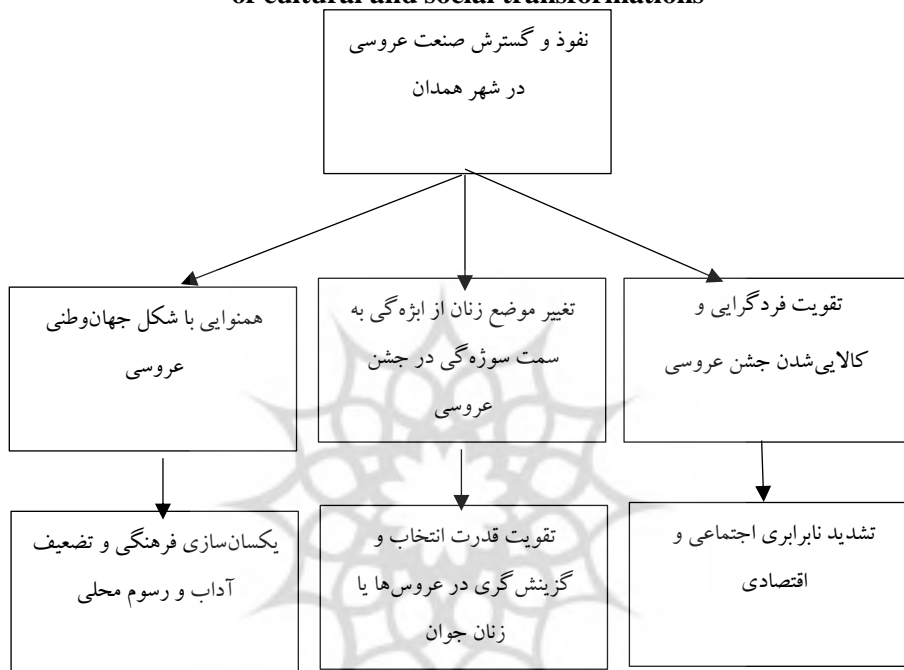 of cultural and social transformations
نفوذ و گسترش صنعت عروسی
در شهر همدان
تقویت فردگرایی و
کالایی‌شدن جشن عروسی
تغییر موضع زنان از ابژه‌گی به
سمت سوژه‌گی در جشن
عروسی
همنوایی با شکل جهان‌وطنی
عروسی
تشدید نابرابری اجتماعی و
اقتصادی
تقویت قدرت انتخاب و
گزینش‌گری در عروس‌ها یا
زنان جوان
یکسان‌سازی فرهنگی و تضعیف
آداب و رسوم محلی